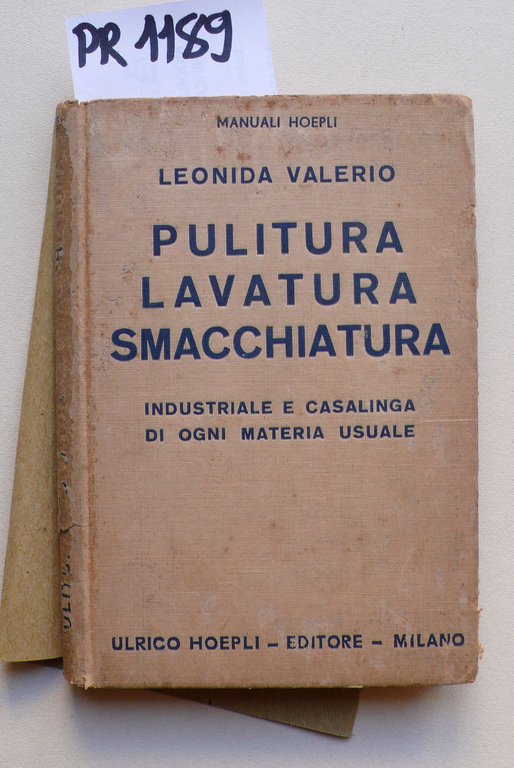 PR 1189
MANUALI HOEPLI
LEONIDA VALERIO
PULITURA
LAVATURA
SMACCHIATURA
INDUSTRIALE E CASALINGA
DI OGNI MATERIA USUALE
ULRICO HOEPLI - EDITORE - MILANO